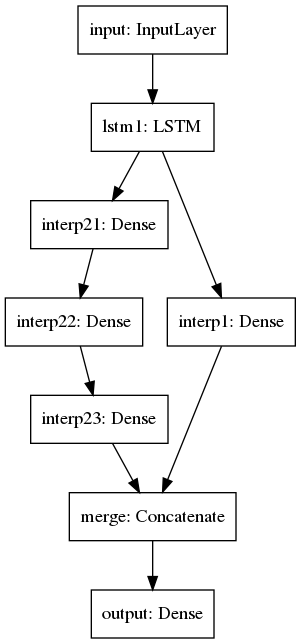 input: InputLayer
lstm1: LSTM
interp21: Dense
interp22: Dense
interp1: Dense
interp23: Dense
merge: Concatenate
output: Dense